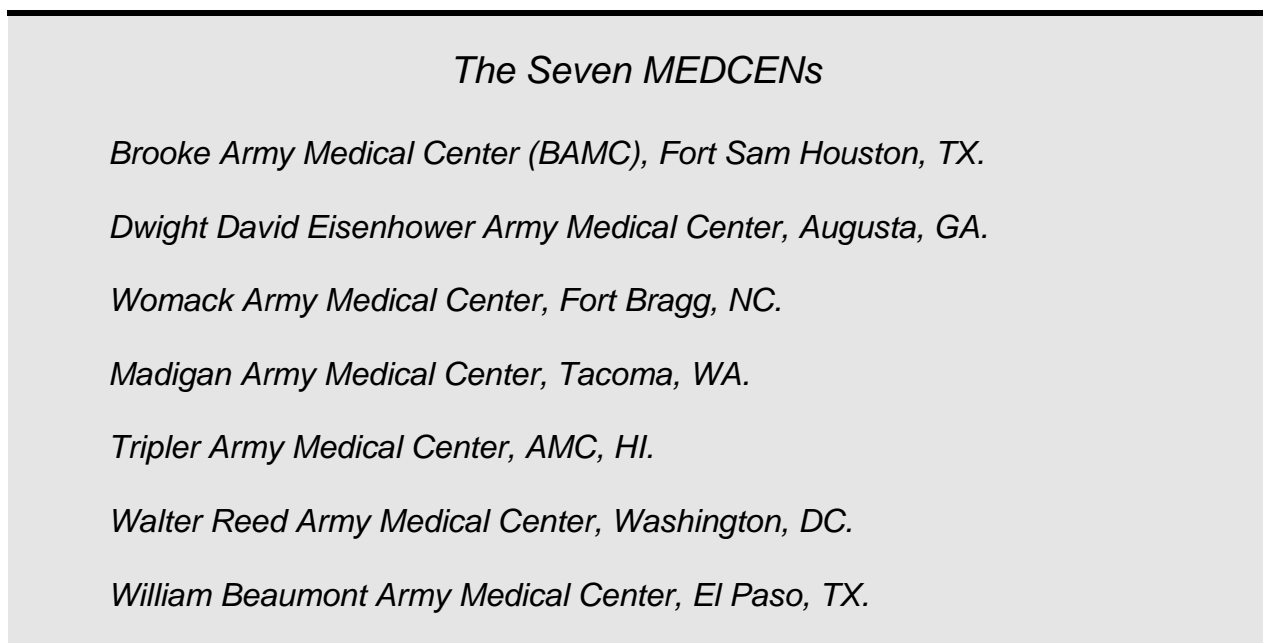 The Seven MEDCENs
Brooke Army Medical Center (BAMC), Fort Sam Houston, TX.
Dwight David Eisenhower Army Medical Center, Augusta, GA.
Womack Army Medical Center, Fort Bragg, NC.
Madigan Army Medical Center, Tacoma, WA.
Tripler Army Medical Center, AMC, HI.
Walter Reed Army Medical Center, Washington, DC.
William Beaumont Army Medical Center, El Paso, TX.